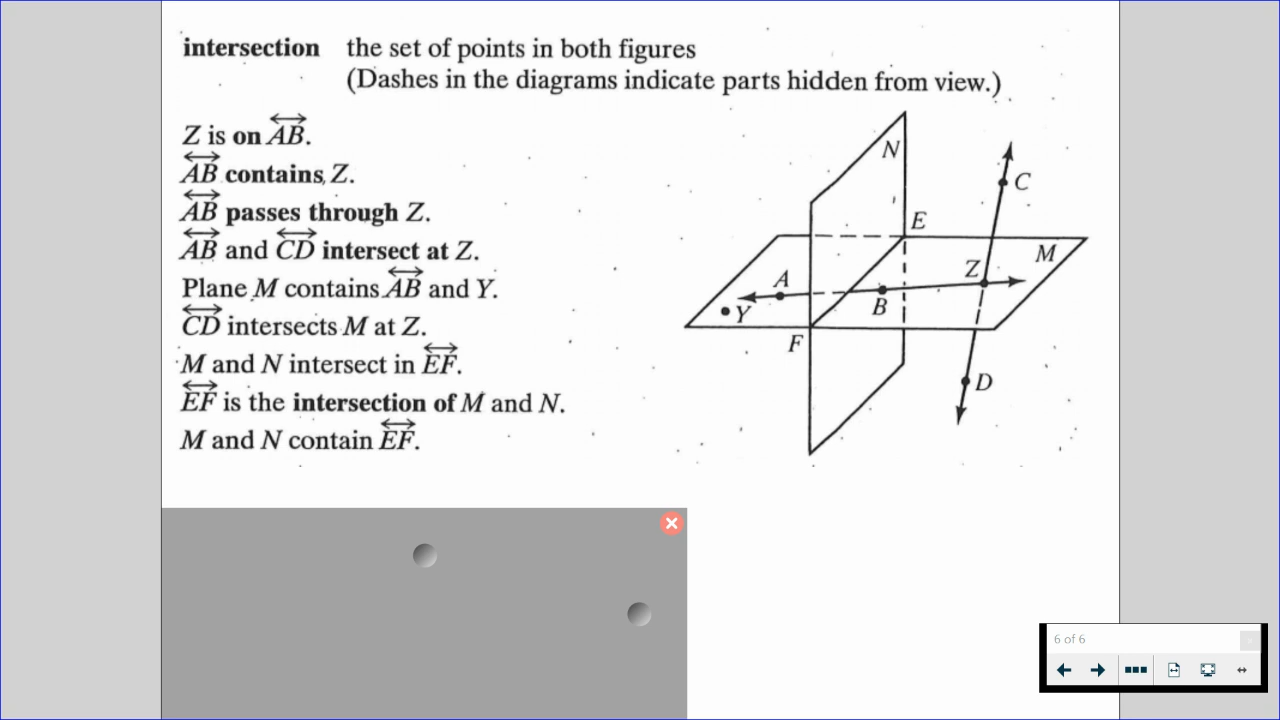 intersection the set of points in both figures
(Dashes in the diagrams indicate parts hidden from view.)
Z is on AB.
AB contains Z.
AB passes through Z.
AB and CD intersect at Z.
Plane M contains AB and Y.
CD intersects M at Z.
M and N intersect in EF.
EF is the intersection of M and N.
M and N contain EF.
N
C
E
M
Z
A
B
Y
F
D
6 of 6